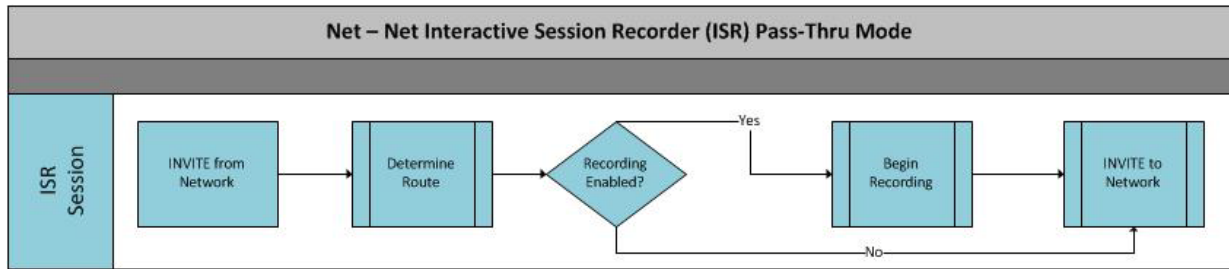 Net – Net Interactive Session Recorder (ISR) Pass-Thru Mode
ISR
Session
INVITE from
Network
Determine
Route
Recording
Enabled?
Yes
Begin
Recording
INVITE to
Network
No